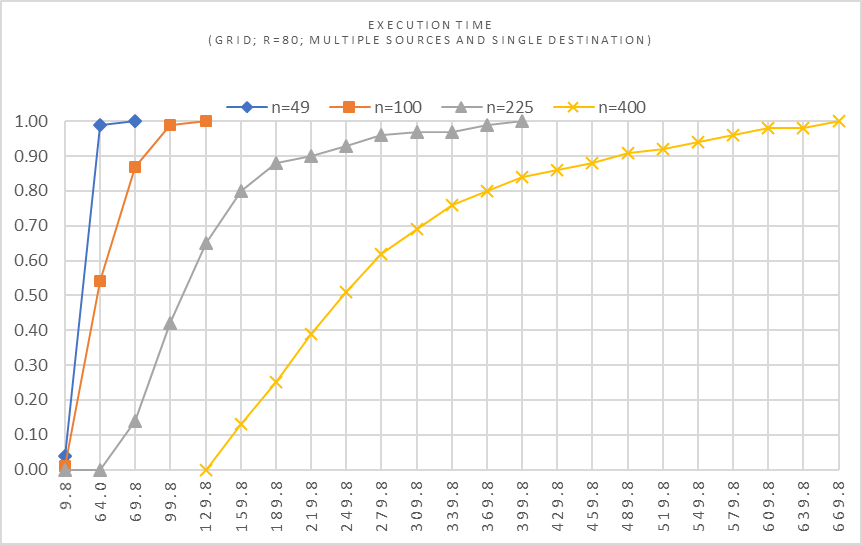 EXECUTION TIME
(GRID; R=80; MULTIPLE SOURCES AND SINGLE DESTINATION)
n=49 n=100 n=225 n=400
1.00
0.90
0.80
0.70
0.60
0.50
0.40
0.30
0.20
0.10
0.00
9.8 64.0 69.8 99.8 129.8 159.8 189.8 219.8 249.8 279.8 309.8 339.8 369.8 399.8 429.8 459.8 489.8 519.8 549.8 579.8 609.8 639.8 669.8